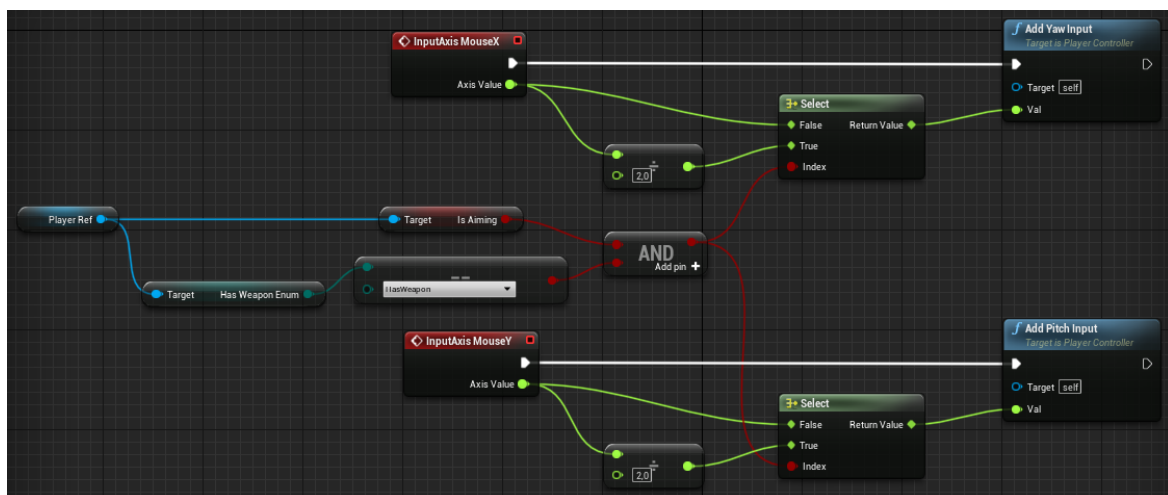 InputAxis MouseX
Axis Value
Add Yaw Input
Target is Player Controller
Target self
Val
Select
False Return Value
True
Index
÷
2,0
Player Ref
Target Is Aiming
AND
Add pin +
==
HasWeapon
Target Has Weapon Enum
InputAxis MouseY
Axis Value
Add Pitch Input
Target is Player Controller
Target self
Val
Select
False Return Value
True
Index
÷
2,0